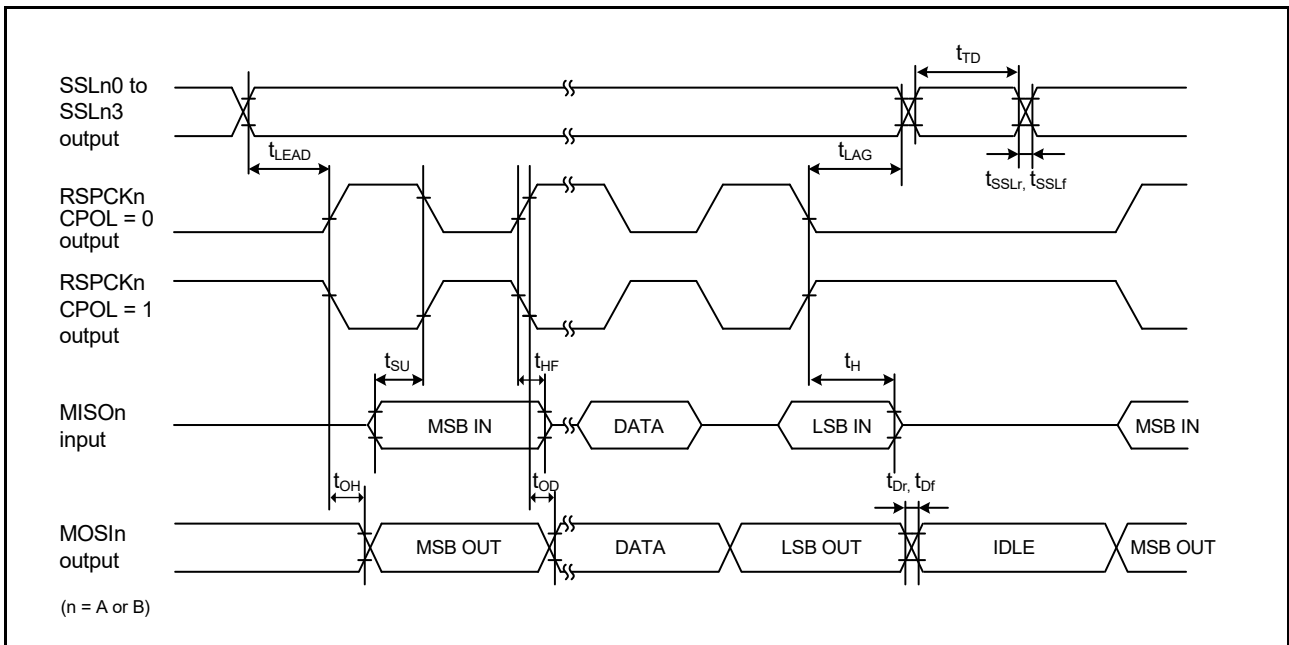 SSLn0 to
SSLn3
output
tTD
tLEAD
tLAG
tSSLr, tSSLf
RSPCKn
CPOL = 0
output
RSPCKn
CPOL = 1
output
tSU
tHF
tH
MISOn
input
MSB IN
DATA
LSB IN
MSB IN
tOH
tOD
tDr, tDf
MOSIn
output
MSB OUT
DATA
LSB OUT
IDLE
MSB OUT
(n = A or B)